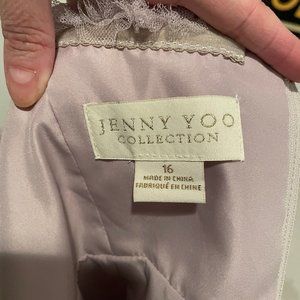 JENNY YOO
COLLECTION
16
MADE IN CHINA
FABRIQUÉ EN CHINE